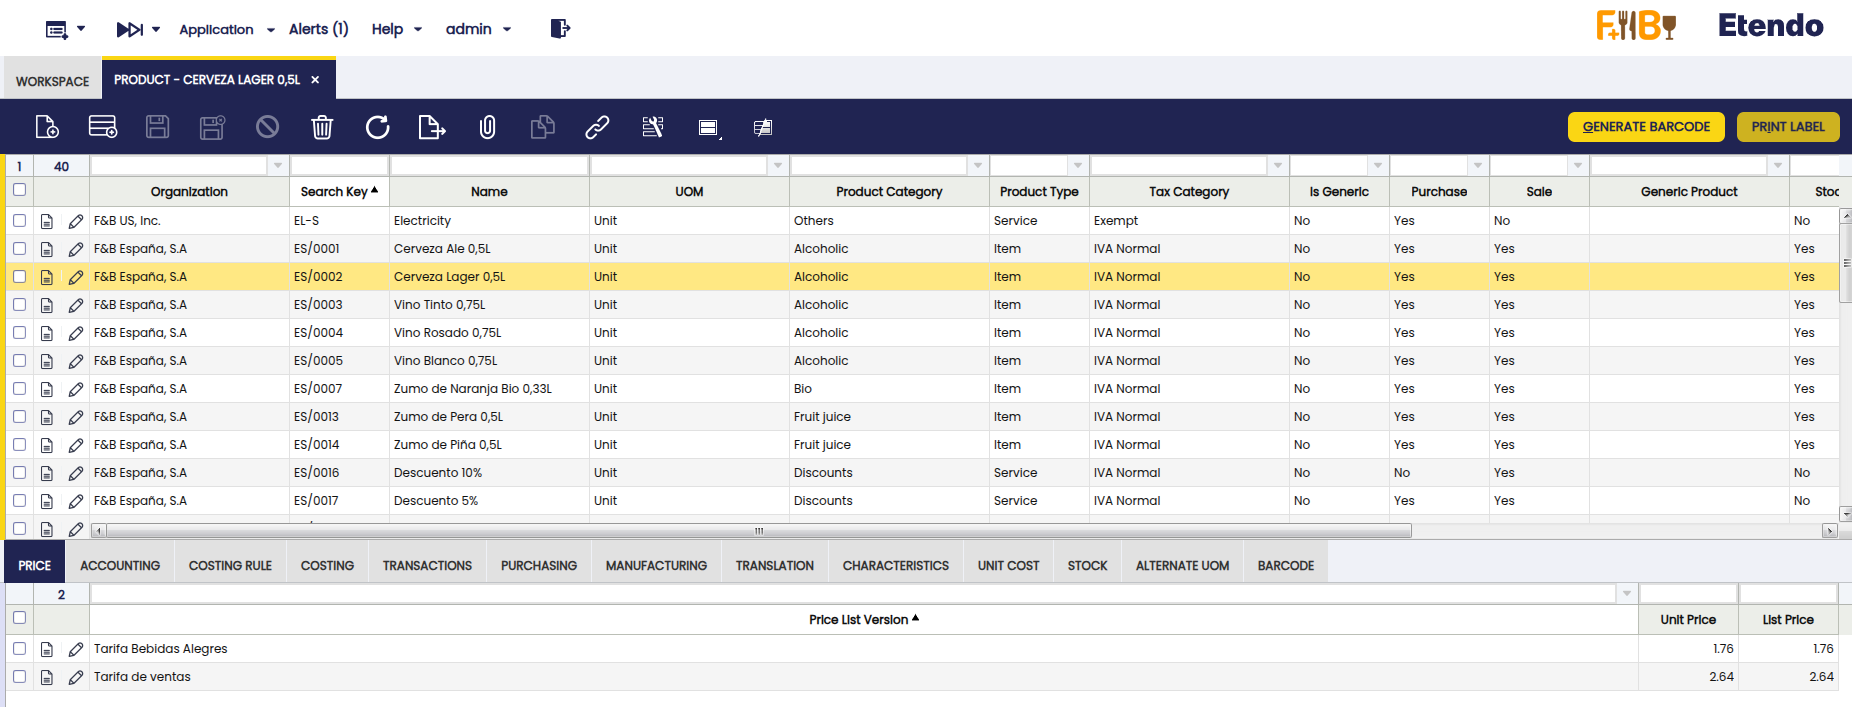 Application Alerts (1) Help admin F+B Etendo
WORKSPACE PRODUCT - CERVEZA LAGER 0,5L ×
GENERATE BARCODE PRINT LABEL
1 40
Organization Search Key Name UOM Product Category Product Type Tax Category Is Generic Purchase Sale Generic Product Stoc
F&B US, Inc. EL-S Electricity Unit Others Service Exempt No Yes No No
F&B España, S.A ES/0001 Cerveza Ale 0,5L Unit Alcoholic Item IVA Normal No Yes Yes Yes
F&B España, S.A ES/0002 Cerveza Lager 0,5L Unit Alcoholic Item IVA Normal No Yes Yes Yes
F&B España, S.A ES/0003 Vino Tinto 0,75L Unit Alcoholic Item IVA Normal No Yes Yes Yes
F&B España, S.A ES/0004 Vino Rosado 0,75L Unit Alcoholic Item IVA Normal No Yes Yes Yes
F&B España, S.A ES/0005 Vino Blanco 0,75L Unit Alcoholic Item IVA Normal No Yes Yes Yes
F&B España, S.A ES/0007 Zumo de Naranja Bio 0,33L Unit Bio Item IVA Normal No Yes Yes Yes
F&B España, S.A ES/0013 Zumo de Pera 0,5L Unit Fruit juice Item IVA Normal No Yes Yes Yes
F&B España, S.A ES/0014 Zumo de Piña 0,5L Unit Fruit juice Item IVA Normal No Yes Yes Yes
F&B España, S.A ES/0016 Descuento 10% Unit Discounts Service IVA Normal No No Yes No
F&B España, S.A ES/0017 Descuento 5% Unit Discounts Service IVA Normal No Yes Yes No
PRICE ACCOUNTING COSTING RULE COSTING TRANSACTIONS PURCHASING MANUFACTURING TRANSLATION CHARACTERISTICS UNIT COST STOCK ALTERNATE UOM BARCODE
2
Price List Version Unit Price List Price
Tarifa Bebidas Alegres 1.76 1.76
Tarifa de ventas 2.64 2.64